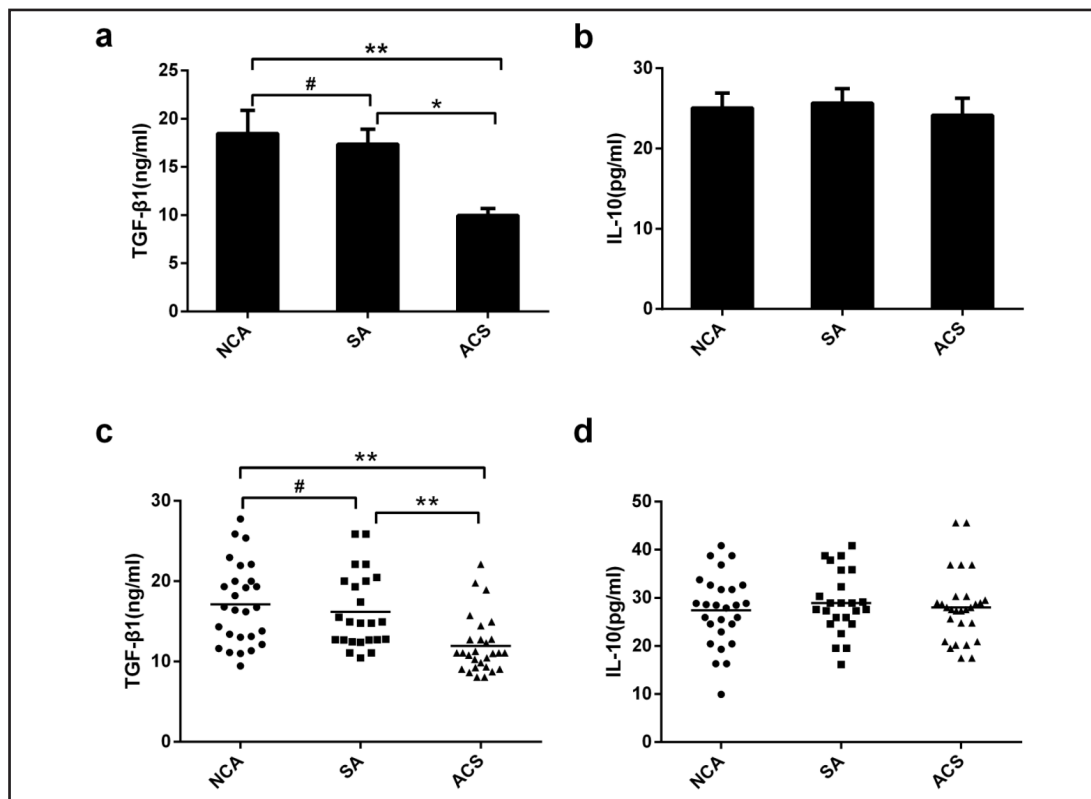 a
**
#
*
25
20
15
10
5
0
TGF-β1(ng/ml)
NCA
SA
ACS
b
30
20
10
0
IL-10(pg/ml)
NCA
SA
ACS
c
**
#
**
30
20
10
0
TGF-β1(ng/ml)
NCA
SA
ACS
d
50
40
30
20
10
0
IL-10(pg/ml)
NCA
SA
ACS